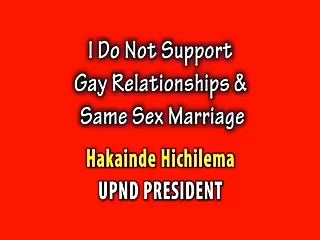 I Do Not Support
Gay Relationships &
Same Sex Marriage
Hakainde Hichilema
UPND PRESIDENT